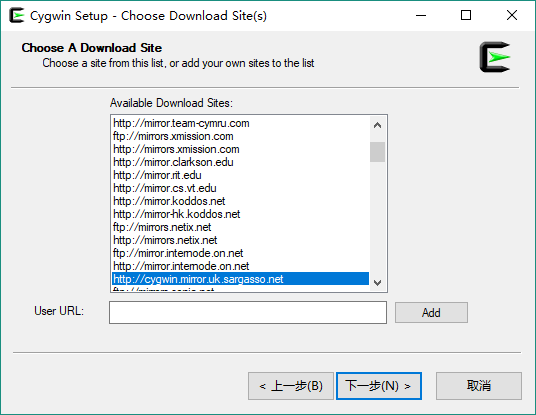 Cygwin Setup - Choose Download Site(s)
Choose A Download Site
Choose a site from this list, or add your own sites to the list
Available Download Sites:
http://mirror.team-cymru.com
ftp://mirrors.xmission.com
http://mirrors.xmission.com
http://mirror.clarkson.edu
http://mirror.rit.edu
http://mirror.cs.vt.edu
http://mirror.koddos.net
http://mirror-hk.koddos.net
ftp://mirrors.netix.net
http://mirrors.netix.net
ftp://mirror.internode.on.net
http://mirror.internode.on.net
http://cygwin.mirror.uk.sargasso.net
User URL:
Add
< 上一步(B)
下一步(N) >
取消